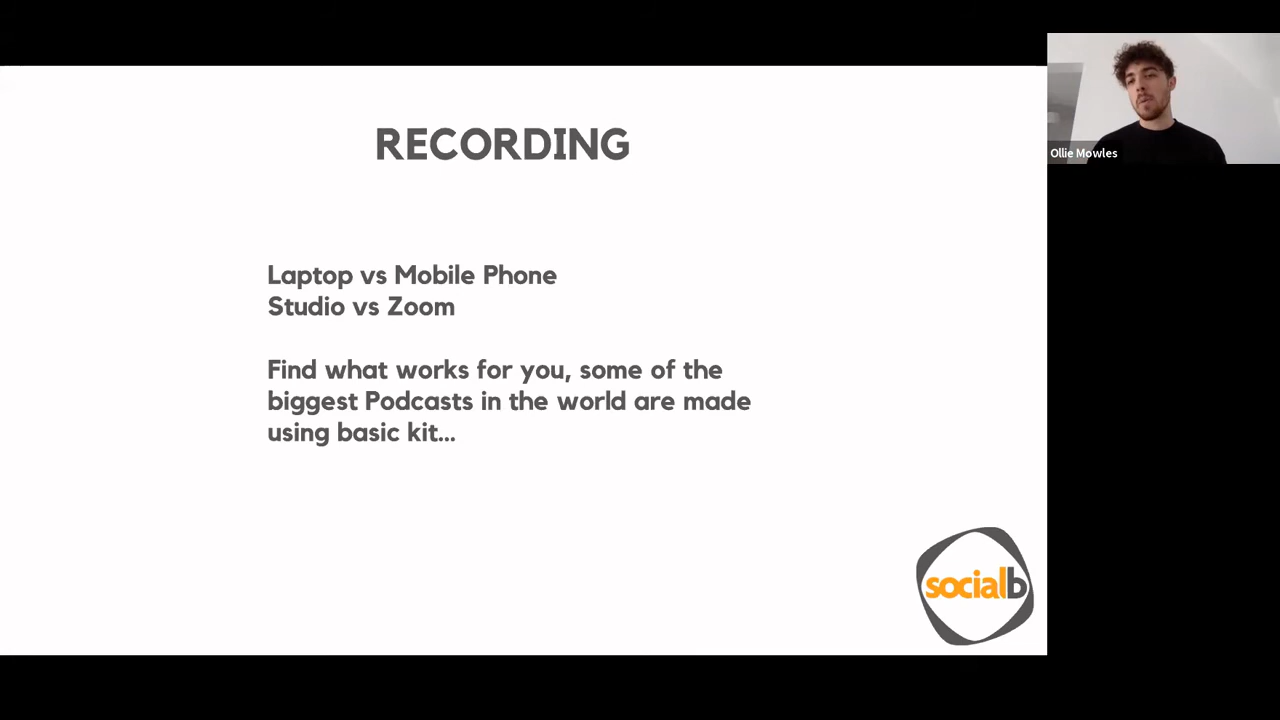 RECORDING
Laptop vs Mobile Phone
Studio vs Zoom
Find what works for you, some of the
biggest Podcasts in the world are made
using basic kit...
socialb
Ollie Mowles